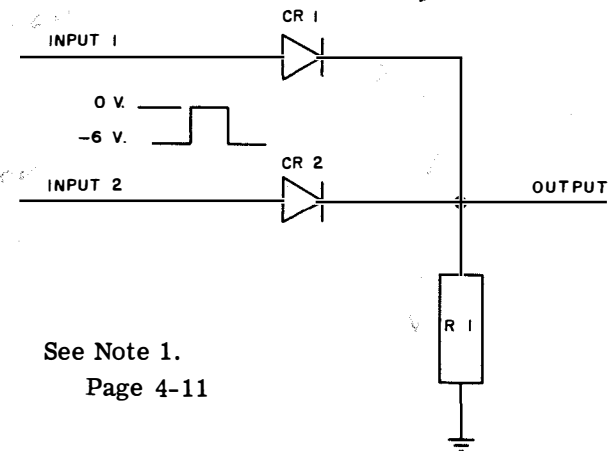 CR 1
INPUT 1
0 V.
-6 V.
CR 2
INPUT 2
OUTPUT
R 1
See Note 1.
Page 4-11